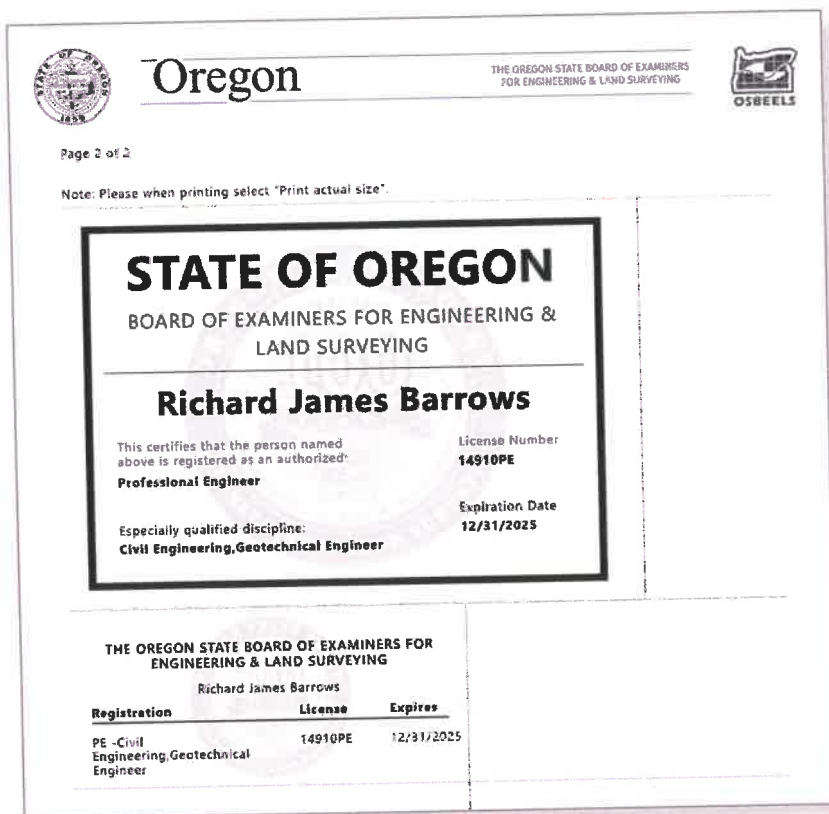 STATE OF OREGON
1859
Oregon
THE OREGON STATE BOARD OF EXAMINERS
FOR ENGINEERING & LAND SURVEYING
OSBEELS
Page 2 of 2
Note: Please when printing select "Print actual size".
STATE OF OREGON
BOARD OF EXAMINERS FOR ENGINEERING &
LAND SURVEYING
Richard James Barrows
This certifies that the person named
above is registered as an authorized:
Professional Engineer
License Number
14910PE
Especially qualified discipline:
Civil Engineering,Geotechnical Engineer
Expiration Date
12/31/2025
THE OREGON STATE BOARD OF EXAMINERS FOR
ENGINEERING & LAND SURVEYING
Richard James Barrows
Registration License Expires
PE -Civil 14910PE 12/31/2025
Engineering,Geotechnical
Engineer